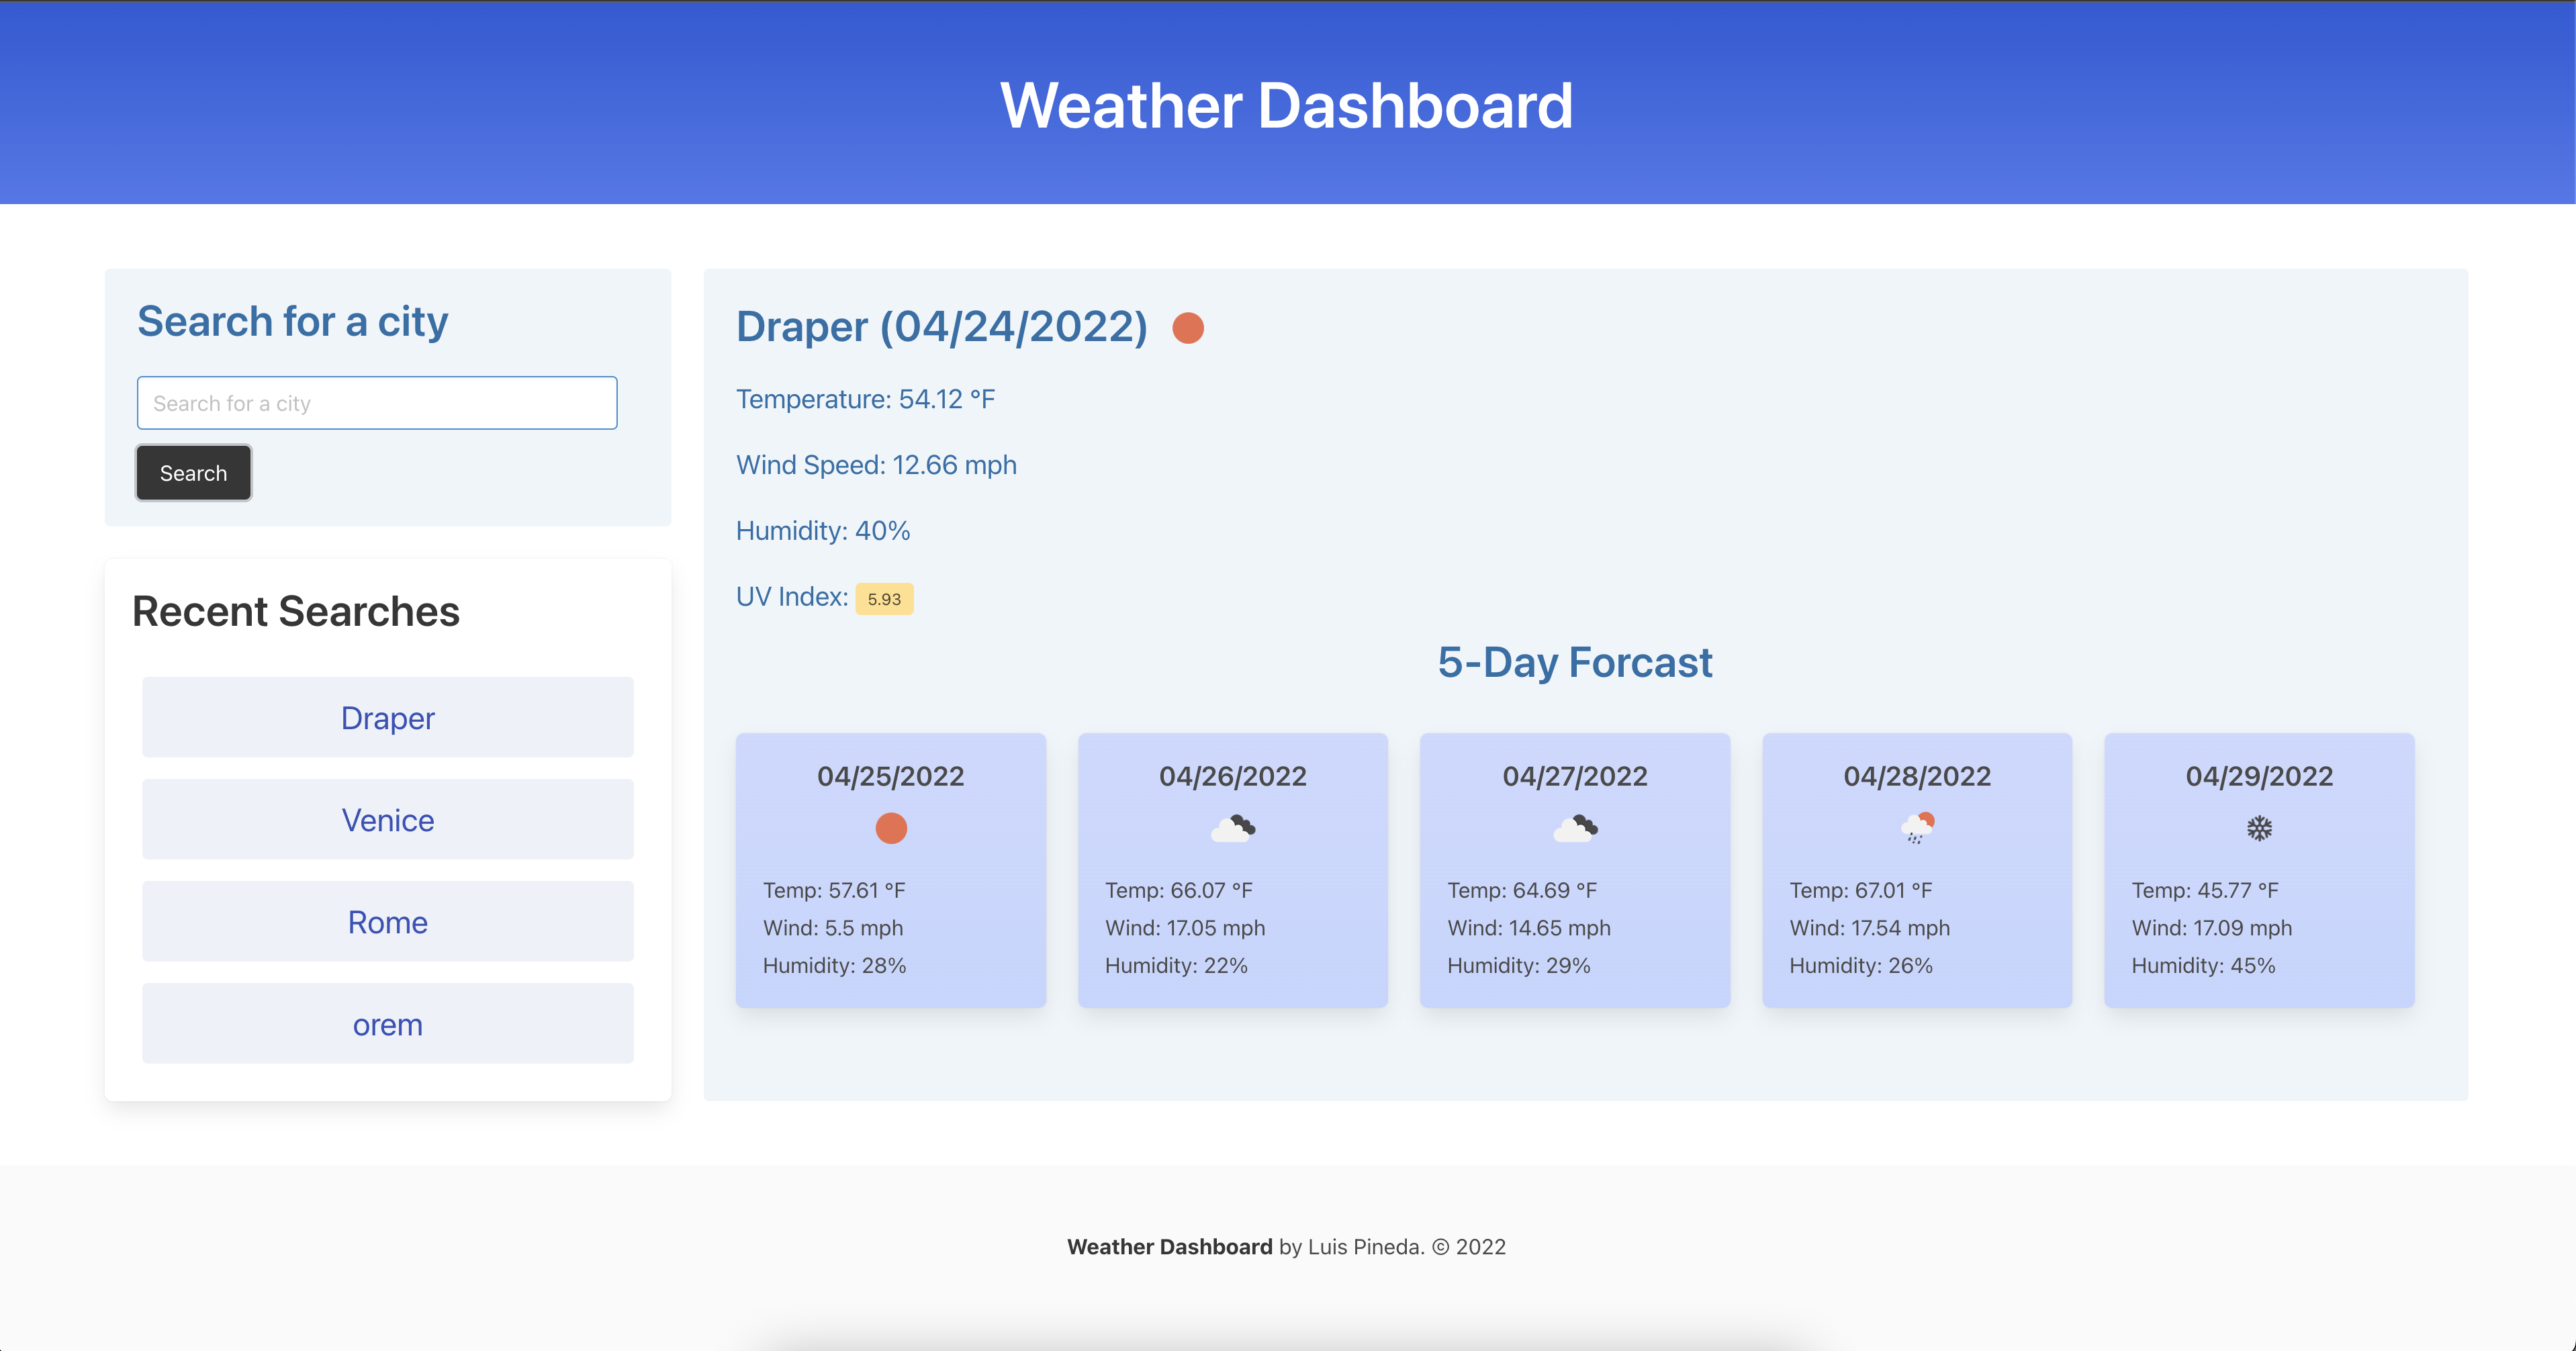 Weather Dashboard
Search for a city
Search for a city
Search
Recent Searches
Draper
Venice
Rome
orem
Draper (04/24/2022)
Temperature: 54.12 °F
Wind Speed: 12.66 mph
Humidity: 40%
UV Index: 5.93
5-Day Forcast
04/25/2022
Temp: 57.61 °F
Wind: 5.5 mph
Humidity: 28%
04/26/2022
Temp: 66.07 °F
Wind: 17.05 mph
Humidity: 22%
04/27/2022
Temp: 64.69 °F
Wind: 14.65 mph
Humidity: 29%
04/28/2022
Temp: 67.01 °F
Wind: 17.54 mph
Humidity: 26%
04/29/2022
Temp: 45.77 °F
Wind: 17.09 mph
Humidity: 45%
Weather Dashboard by Luis Pineda. © 2022